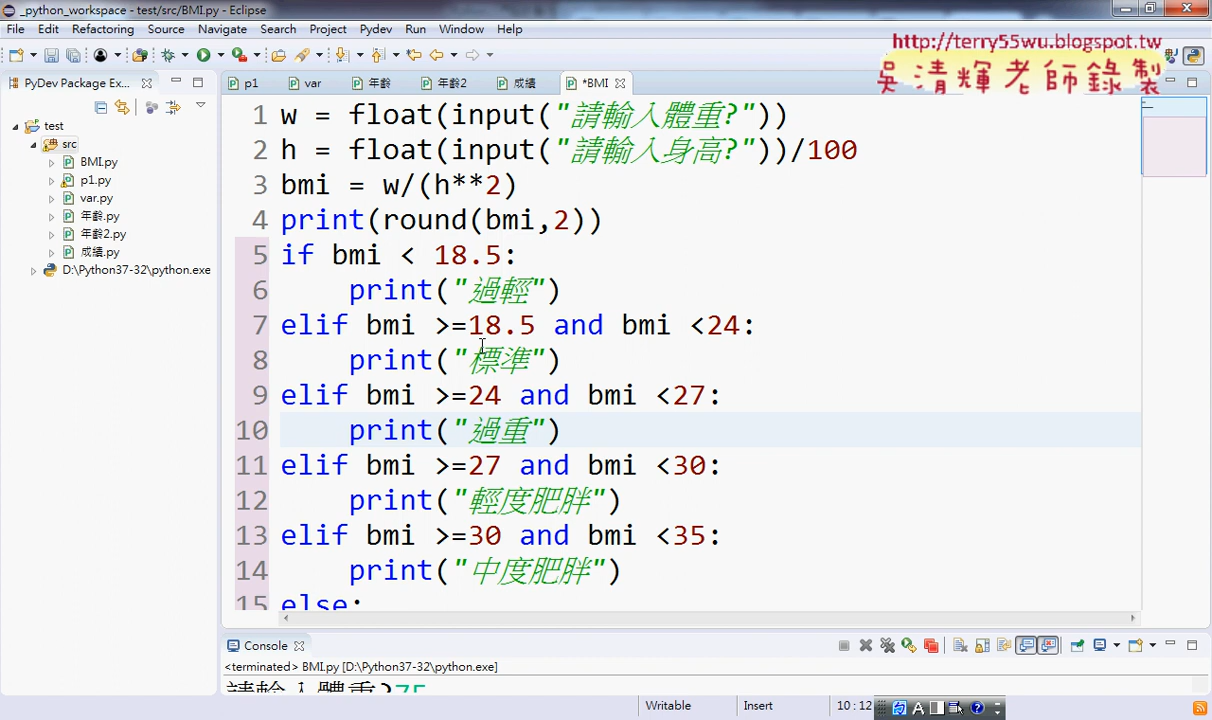 _python_workspace - test/src/BMI.py - Eclipse
File Edit Refactoring Source Navigate Search Project Pydev Run Window Help
http://terry55wu.blogspot.tw
吳清輝老師錄製
PyDev Package Ex...
p1 var 年齡 年齡2 成績 *BMI
test
src
BMI.py
p1.py
var.py
年齡.py
年齡2.py
成績.py
D:\Python37-32\python.exe
1 w = float(input("請輸入體重?"))
2 h = float(input("請輸入身高?"))/100
3 bmi = w/(h**2)
4 print(round(bmi,2))
5 if bmi < 18.5:
6 print("過輕")
7 elif bmi >=18.5 and bmi <24:
8 print("標準")
9 elif bmi >=24 and bmi <27:
10 print("過重")
11 elif bmi >=27 and bmi <30:
12 print("輕度肥胖")
13 elif bmi >=30 and bmi <35:
14 print("中度肥胖")
15 else:
Console
<terminated> BMI.py [D:\Python37-32\python.exe]
請輸入體重?75
Writable Insert 10 : 12